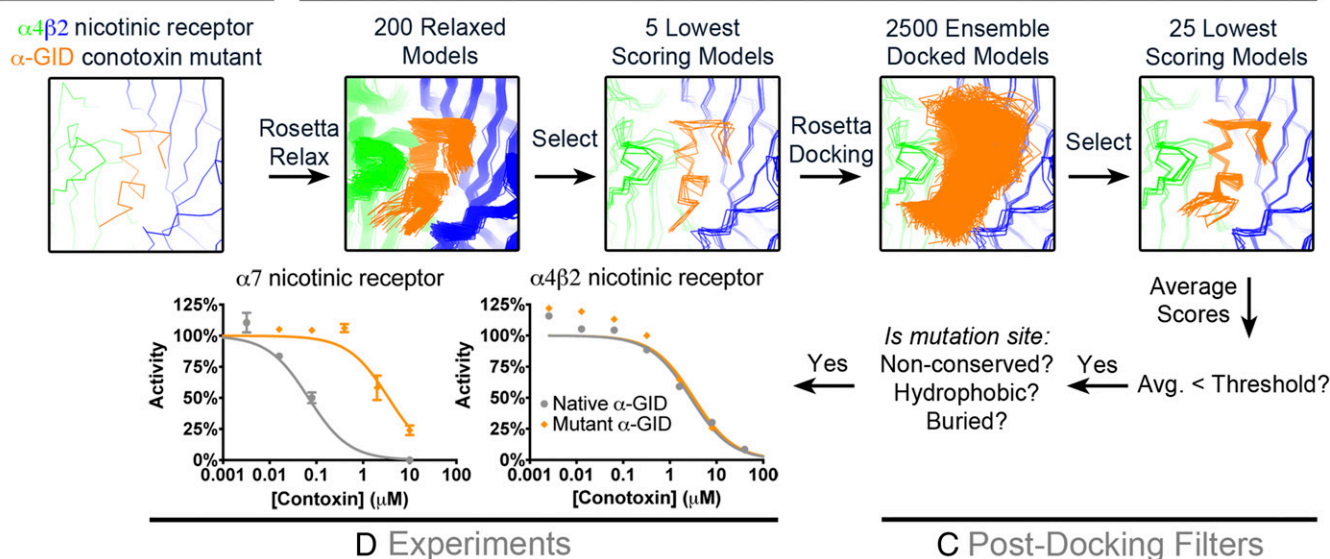 α4β2 nicotinic receptor
α-GID conotoxin mutant
200 Relaxed
Models
5 Lowest
Scoring Models
2500 Ensemble
Docked Models
25 Lowest
Scoring Models
Rosetta
Relax
Select
Rosetta
Docking
Select
Average
Scores
Avg. < Threshold?
Yes
Is mutation site:
Non-conserved?
Hydrophobic?
Buried?
Yes
α7 nicotinic receptor
Activity
125%
100%
75%
50%
25%
0%
0.001 0.01 0.1 1 10 100
[Contoxin] (μM)
α4β2 nicotinic receptor
Activity
125%
100%
75%
50%
25%
0%
Native α-GID
Mutant α-GID
0.001 0.01 0.1 1 10 100
[Conotoxin] (μM)
D Experiments
C Post-Docking Filters